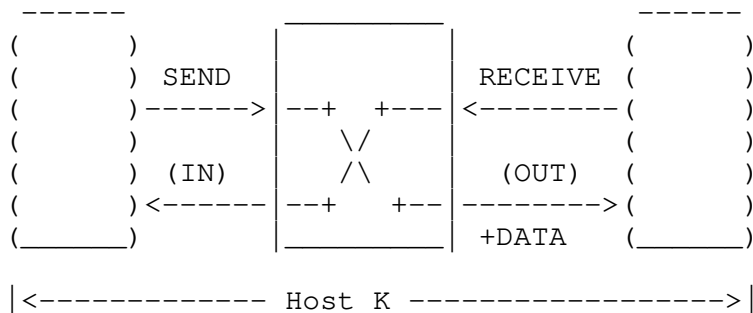 SEND RECEIVE
(IN) (OUT)
+DATA
|<------------- Host K ----------------->|